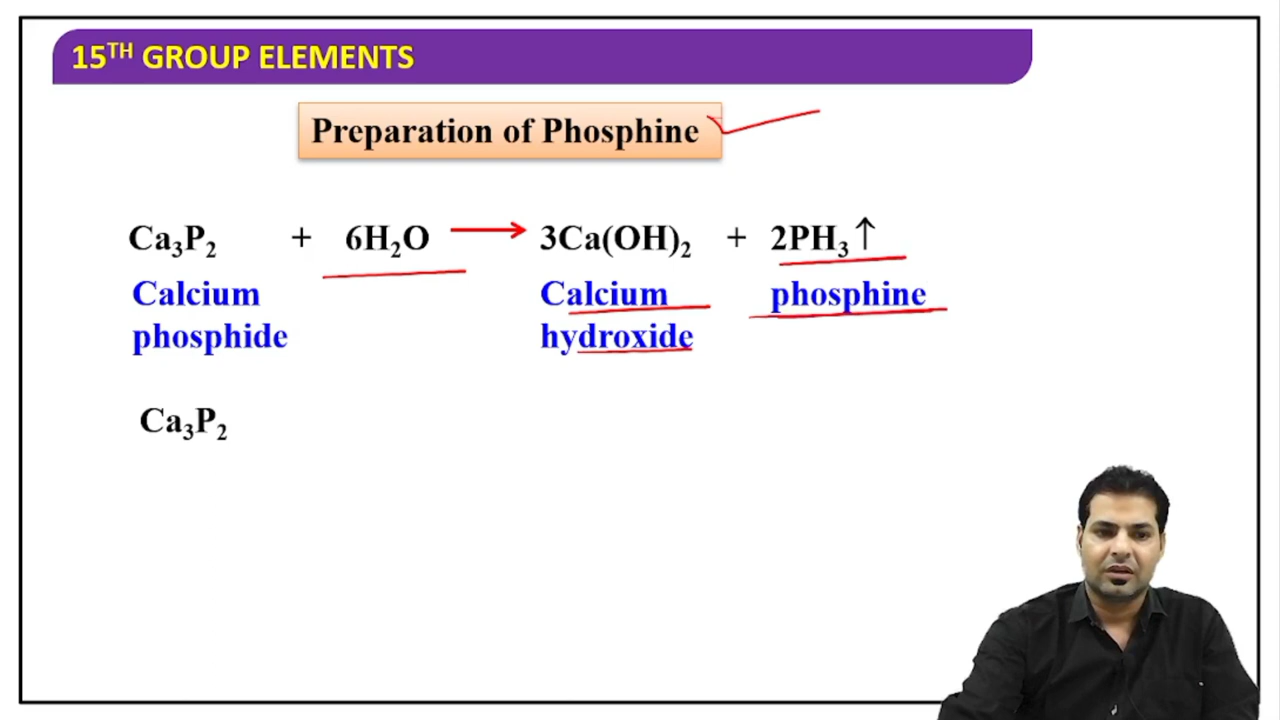 15TH GROUP ELEMENTS
Preparation of Phosphine
Ca₃P₂ + 6H₂O ⟶ 3Ca(OH)₂ + 2PH₃↑
Calcium Calcium phosphine
phosphide hydroxide
Ca₃P₂